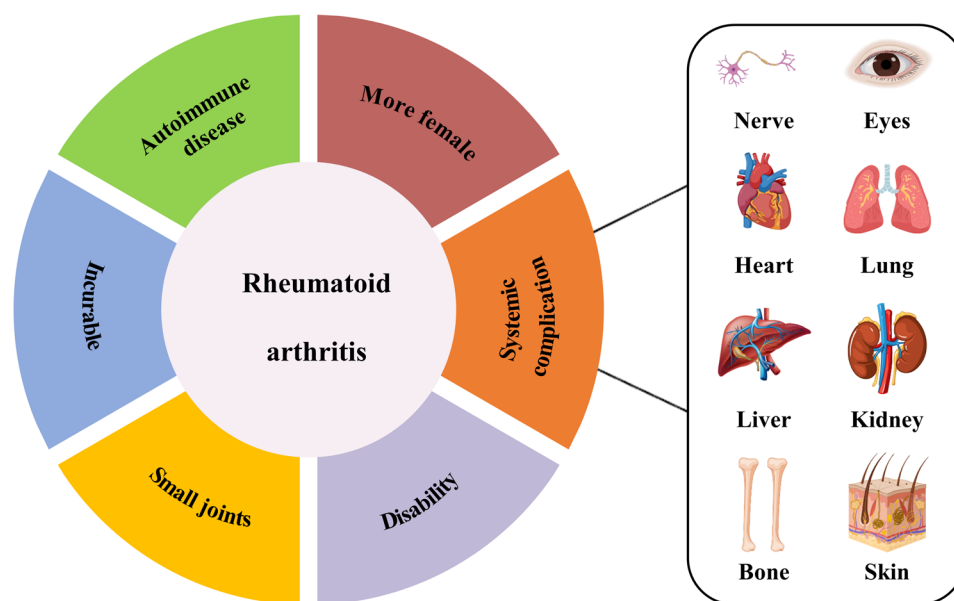 Autoimmune
disease
More female
Incurable
Rheumatoid
arthritis
Systemic
complication
Small joints
Disability
Nerve
Eyes
Heart
Lung
Liver
Kidney
Bone
Skin